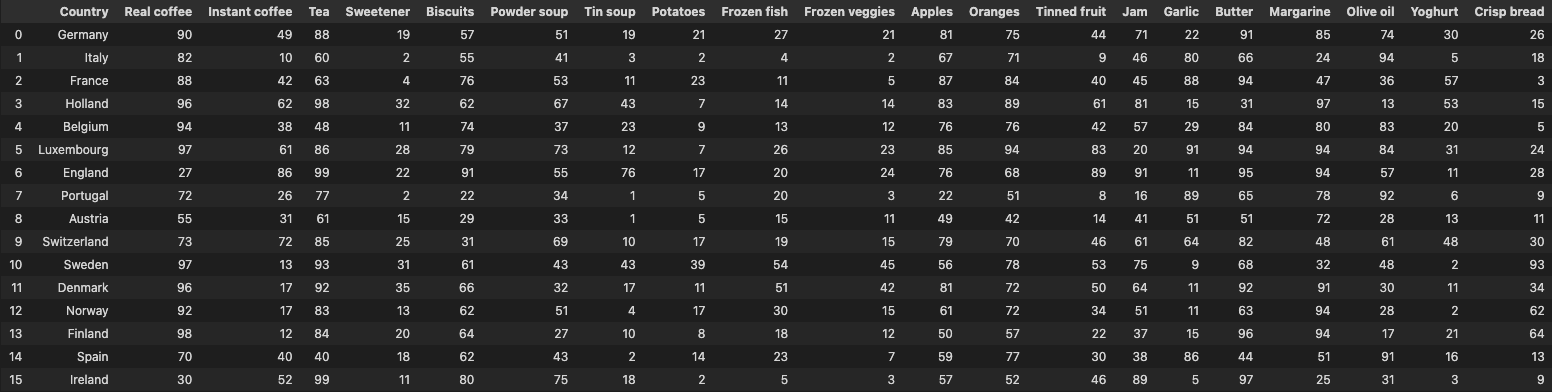 Country Real coffee Instant coffee Tea Sweetener Biscuits Powder soup Tin soup Potatoes Frozen fish Frozen veggies Apples Oranges Tinned fruit Jam Garlic Butter Margarine Olive oil Yoghurt Crisp bread
0 Germany 90 49 88 19 57 51 19 21 27 21 81 75 44 71 22 91 85 74 30 26
1 Italy 82 10 60 2 55 41 3 2 4 2 67 71 9 46 80 66 24 94 5 18
2 France 88 42 63 4 76 53 11 23 11 5 87 84 40 45 88 94 47 36 57 3
3 Holland 96 62 98 32 62 67 43 7 14 14 83 89 61 81 15 31 97 13 53 15
4 Belgium 94 38 48 11 74 37 23 9 13 12 76 76 42 57 29 84 80 83 20 5
5 Luxembourg 97 61 86 28 79 73 12 7 26 23 85 94 83 20 91 94 94 84 31 24
6 England 27 86 99 22 91 55 76 17 20 24 76 68 89 91 11 95 94 57 11 28
7 Portugal 72 26 77 2 22 34 1 5 20 3 22 51 8 16 89 65 78 92 6 9
8 Austria 55 31 61 15 29 33 1 5 15 11 49 42 14 41 51 51 72 28 13 11
9 Switzerland 73 72 85 25 31 69 10 17 19 15 79 70 46 61 64 82 48 61 48 30
10 Sweden 97 13 93 31 61 43 43 39 54 45 56 78 53 75 9 68 32 48 2 93
11 Denmark 96 17 92 35 66 32 17 11 51 42 81 72 50 64 11 92 91 30 11 34
12 Norway 92 17 83 13 62 51 4 17 30 15 61 72 34 51 11 63 94 28 2 62
13 Finland 98 12 84 20 64 27 10 8 18 12 50 57 22 37 15 96 94 17 21 64
14 Spain 70 40 40 18 62 43 2 14 23 7 59 77 30 38 86 44 51 91 16 13
15 Ireland 30 52 99 11 80 75 18 2 5 3 57 52 46 89 5 97 25 31 3 9